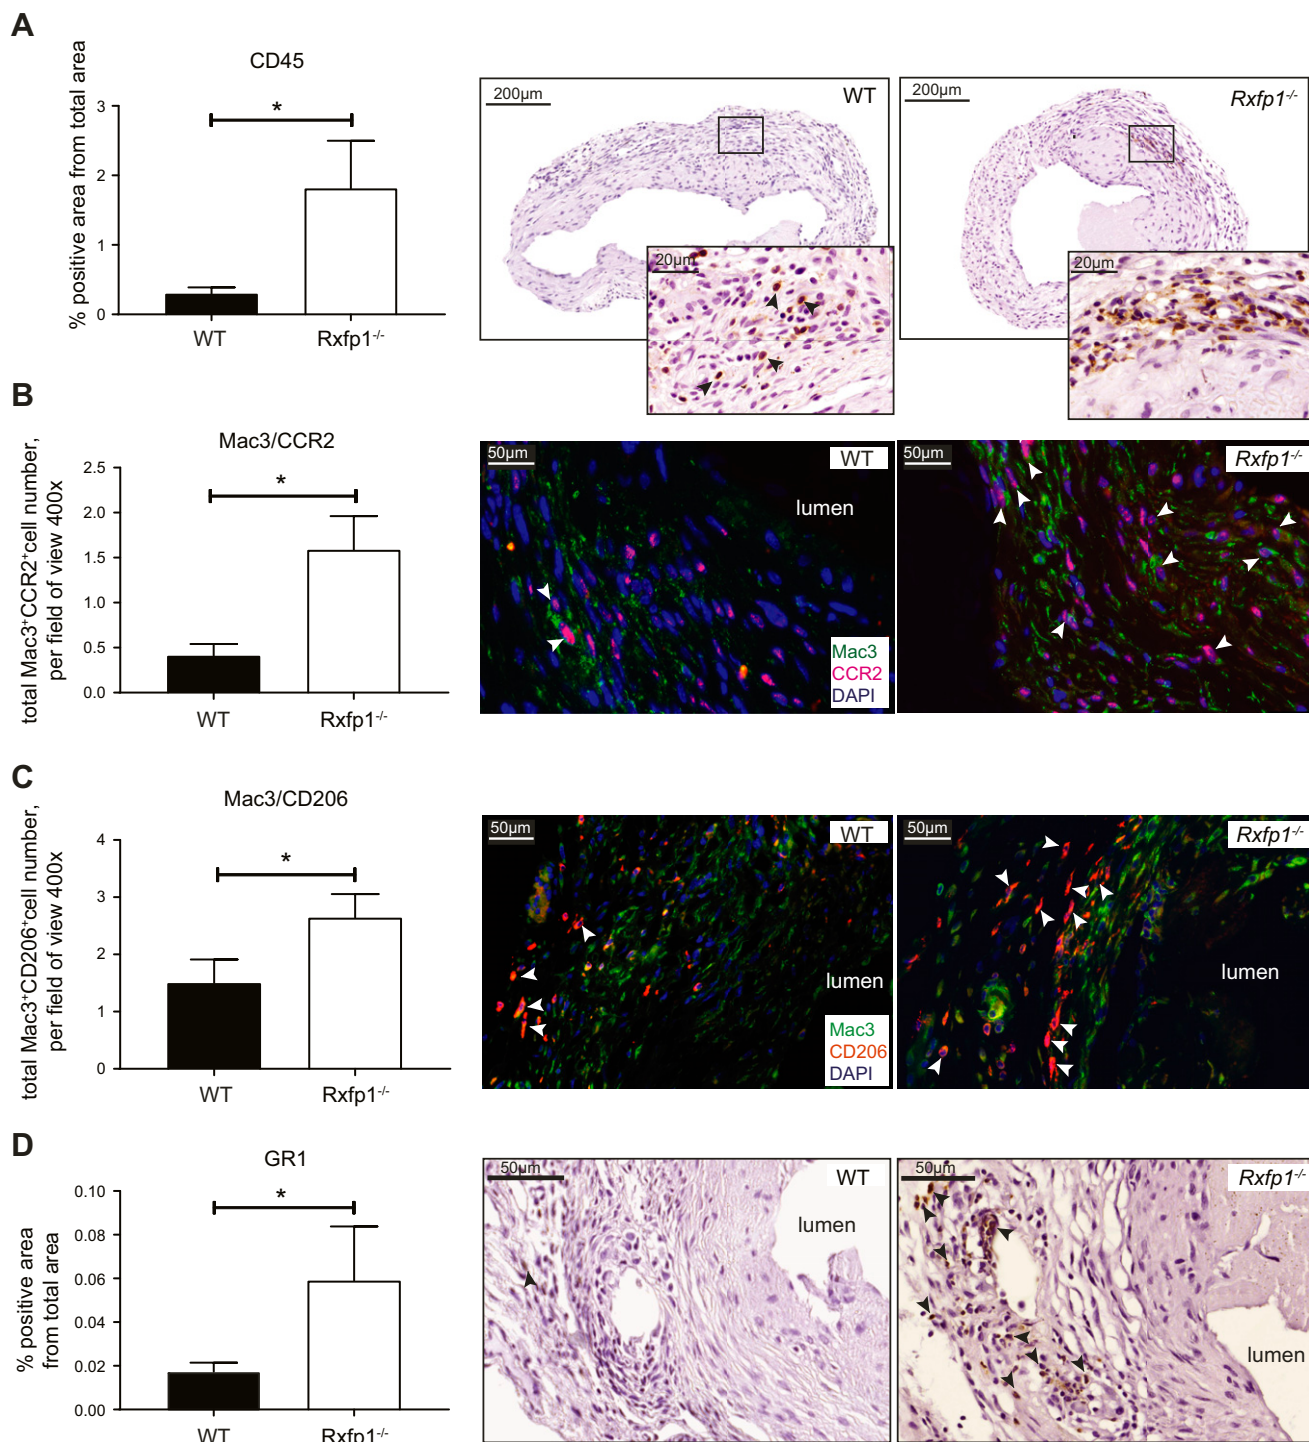 A
CD45
% positive area from total area
3
2
1
0
*
WT
Rxfp1-/-
200µm
WT
20µm
200µm
Rxfp1-/-
20µm
B
Mac3/CCR2
total Mac3+CCR2+cell number,
per field of view 400x
2.5
2.0
1.5
1.0
0.5
0.0
*
WT
Rxfp1-/-
50µm
WT
lumen
Mac3
CCR2
DAPI
50µm
Rxfp1-/-
C
Mac3/CD206
total Mac3+CD206+cell number,
per field of view 400x
4
3
2
1
0
*
WT
Rxfp1-/-
50µm
WT
lumen
Mac3
CD206
DAPI
50µm
Rxfp1-/-
lumen
D
GR1
% positive area
from total area
0.10
0.08
0.06
0.04
0.02
0.00
*
WT
Rxfp1-/-
50µm
WT
lumen
50µm
Rxfp1-/-
lumen